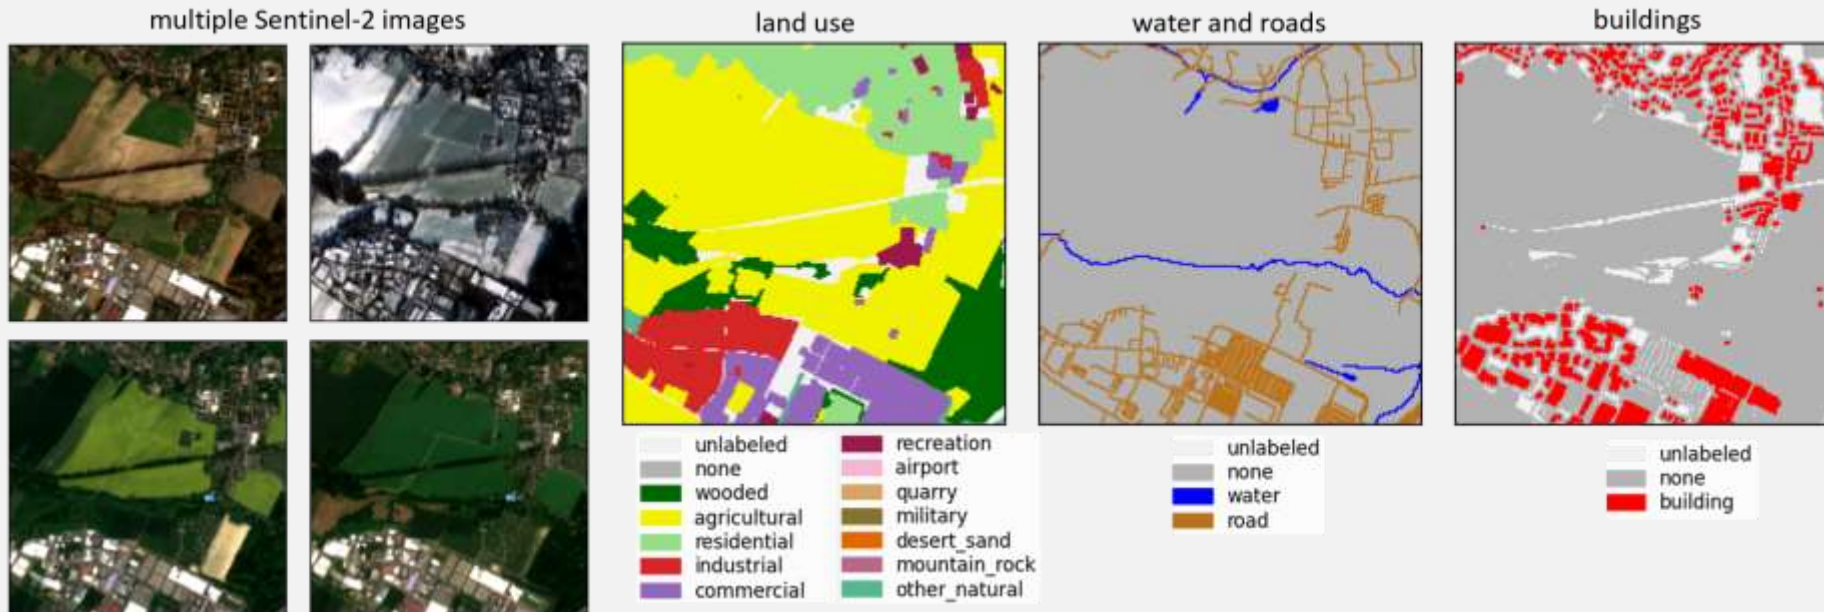 multiple Sentinel-2 images
land use
water and roads
buildings
unlabeled
none
wooded
agricultural
residential
industrial
commercial
recreation
airport
quarry
military
desert_sand
mountain_rock
other_natural
unlabeled
none
water
road
unlabeled
none
building